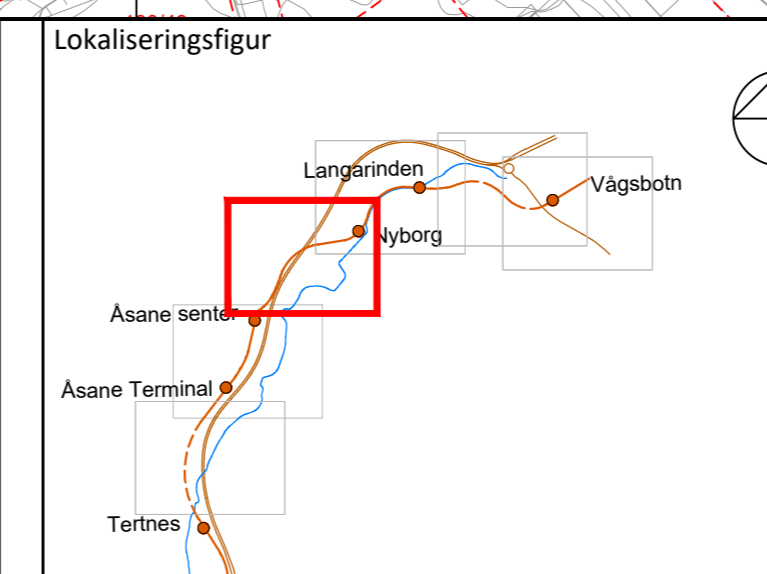 Lokaliseringsfigur
Langarinden
Vågsbotn
Nyborg
Åsane senter
Åsane Terminal
Tertnes